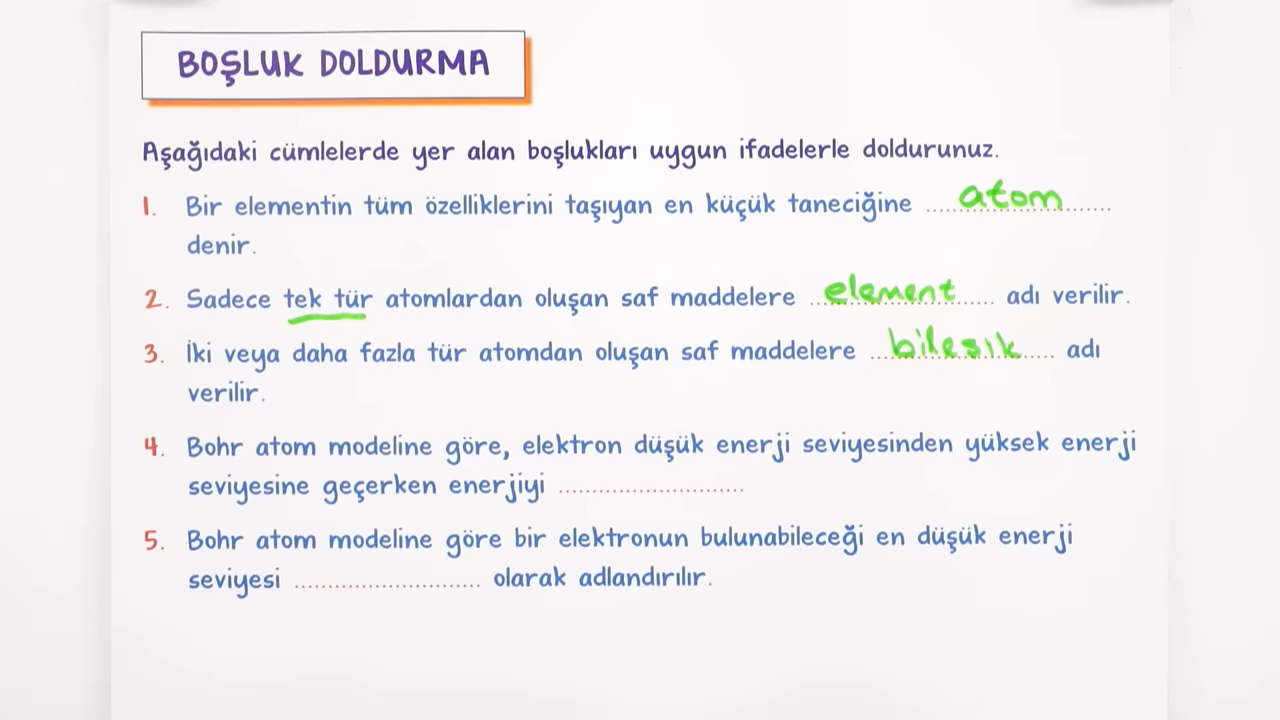 BOŞLUK DOLDURMA
Aşağıdaki cümlelerde yer alan boşlukları uygun ifadelerle doldurunuz.
1. Bir elementin tüm özelliklerini taşıyan en küçük taneciğine ......atom......
denir.
2. Sadece tek tür atomlardan oluşan saf maddelere ...element...... adı verilir.
3. İki veya daha fazla tür atomdan oluşan saf maddelere ...bileşik...... adı
verilir.
4. Bohr atom modeline göre, elektron düşük enerji seviyesinden yüksek enerji
seviyesine geçerken enerjiyi ..........................
5. Bohr atom modeline göre bir elektronun bulunabileceği en düşük enerji
seviyesi .......................... olarak adlandırılır.